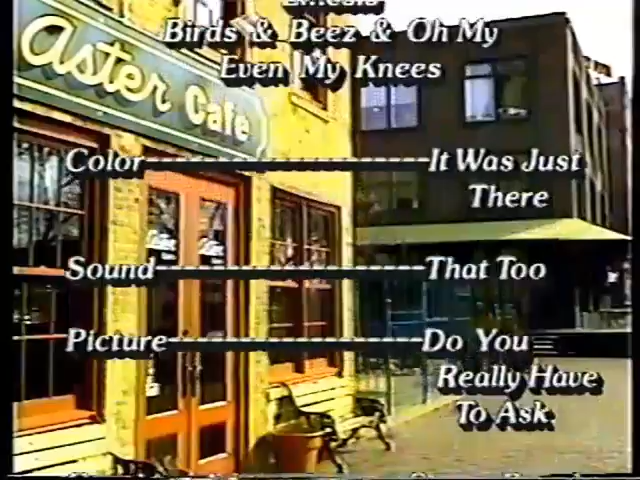 Birds & Beez & Oh My
Even My Knees
Aster Cafe
Color It Was Just
There
Sound That Too
Picture Do You
Really Have
To Ask